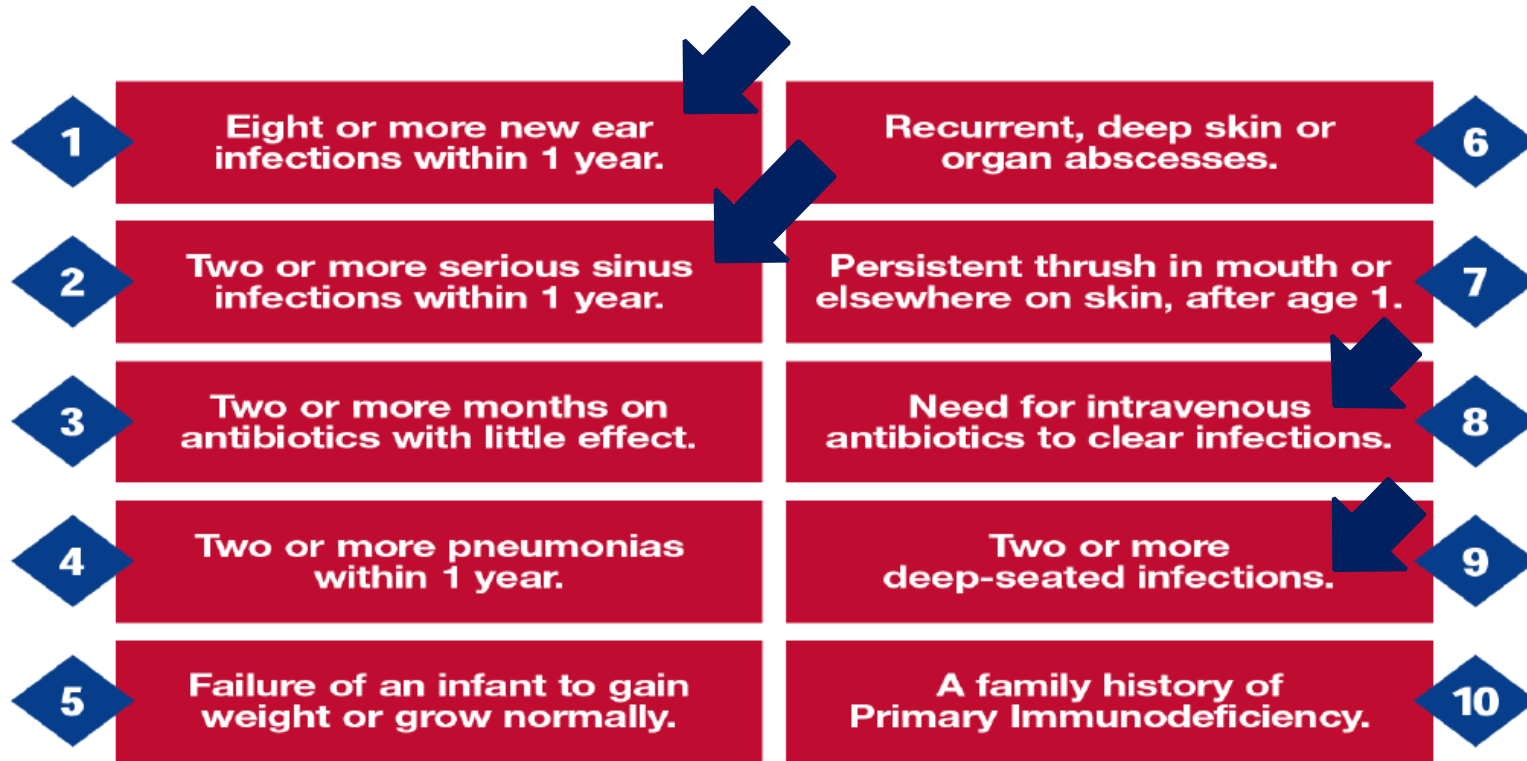 1
Eight or more new ear
infections within 1 year.
2
Two or more serious sinus
infections within 1 year.
3
Two or more months on
antibiotics with little effect.
4
Two or more pneumonias
within 1 year.
5
Failure of an infant to gain
weight or grow normally.
Recurrent, deep skin or
organ abscesses.
6
Persistent thrush in mouth or
elsewhere on skin, after age 1.
7
Need for intravenous
antibiotics to clear infections.
8
Two or more
deep-seated infections.
9
A family history of
Primary Immunodeficiency.
10